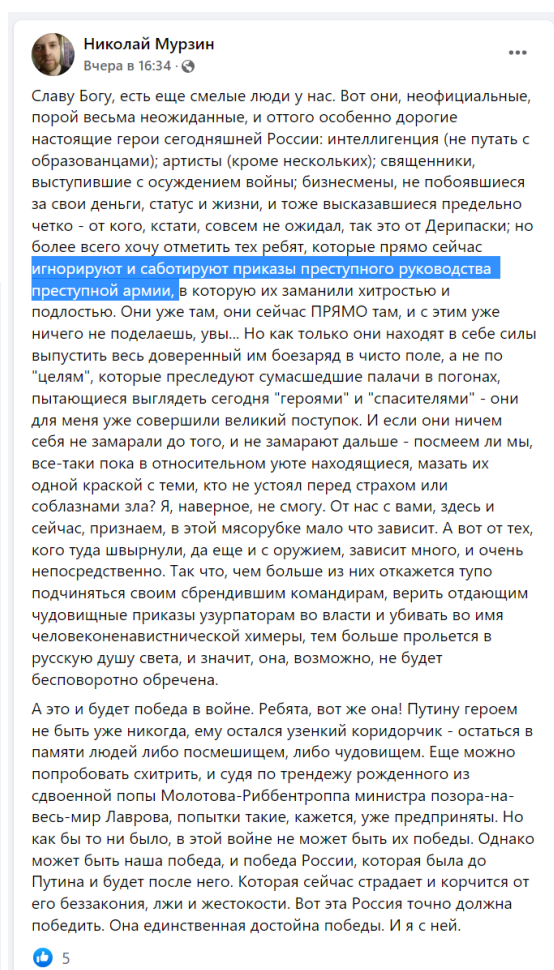 Николай Мурзин
Вчера в 16:34 ·
Славу Богу, есть еще смелые люди у нас. Вот они, неофициальные,
порой весьма неожиданные, и оттого особенно дорогие
настоящие герои сегодняшней России: интеллигенция (не путать с
образованцами); артисты (кроме нескольких); священники,
выступившие с осуждением войны; бизнесмены, не побоявшиеся
за свои деньги, статус и жизни, и тоже высказавшиеся предельно
четко - от кого, кстати, совсем не ожидал, так это от Дерипаски; но
более всего хочу отметить тех ребят, которые прямо сейчас
игнорируют и саботируют приказы преступного руководства
преступной армии, в которую их заманили хитростью и
подлостью. Они уже там, они сейчас ПРЯМО там, и с этим уже
ничего не поделаешь, увы... Но как только они находят в себе силы
выпустить весь доверенный им боезаряд в чисто поле, а не по
"целям", которые преследуют сумасшедшие палачи в погонах,
пытающиеся выглядеть сегодня "героями" и "спасителями" - они
для меня уже совершили великий поступок. И если они ничем
себя не замарали до того, и не замарают дальше - посмеем ли мы,
все-таки пока в относительном уюте находящиеся, мазать их
одной краской с теми, кто не устоял перед страхом или
соблазнами зла? Я, наверное, не смогу. От нас с вами, здесь и
сейчас, признаем, в этой мясорубке мало что зависит. А вот от тех,
кого туда швырнули, да еще и с оружием, зависит много, и очень
непосредственно. Так что, чем больше из них откажется тупо
подчиняться своим сбрендившим командирам, верить отдающим
чудовищные приказы узурпаторам во власти и убивать во имя
человеконенавистнической химеры, тем больше прольется в
русскую душу света, и значит, она, возможно, не будет
бесповоротно обречена.
А это и будет победа в войне. Ребята, вот же она! Путину героем
не быть уже никогда, ему остался узенький коридорчик - остаться в
памяти людей либо посмешищем, либо чудовищем. Еще можно
попробовать схитрить, и судя по трендежу рожденного из
сдвоенной попы Молотова-Риббентроппа министра позора-на-
весь-мир Лаврова, попытки такие, кажется, уже предприняты. Но
как бы то ни было, в этой войне не может быть их победы. Однако
может быть наша победа, и победа России, которая была до
Путина и будет после него. Которая сейчас страдает и корчится от
его беззакония, лжи и жестокости. Вот эта Россия точно должна
победить. Она единственная достойна победы. И я с ней.
5